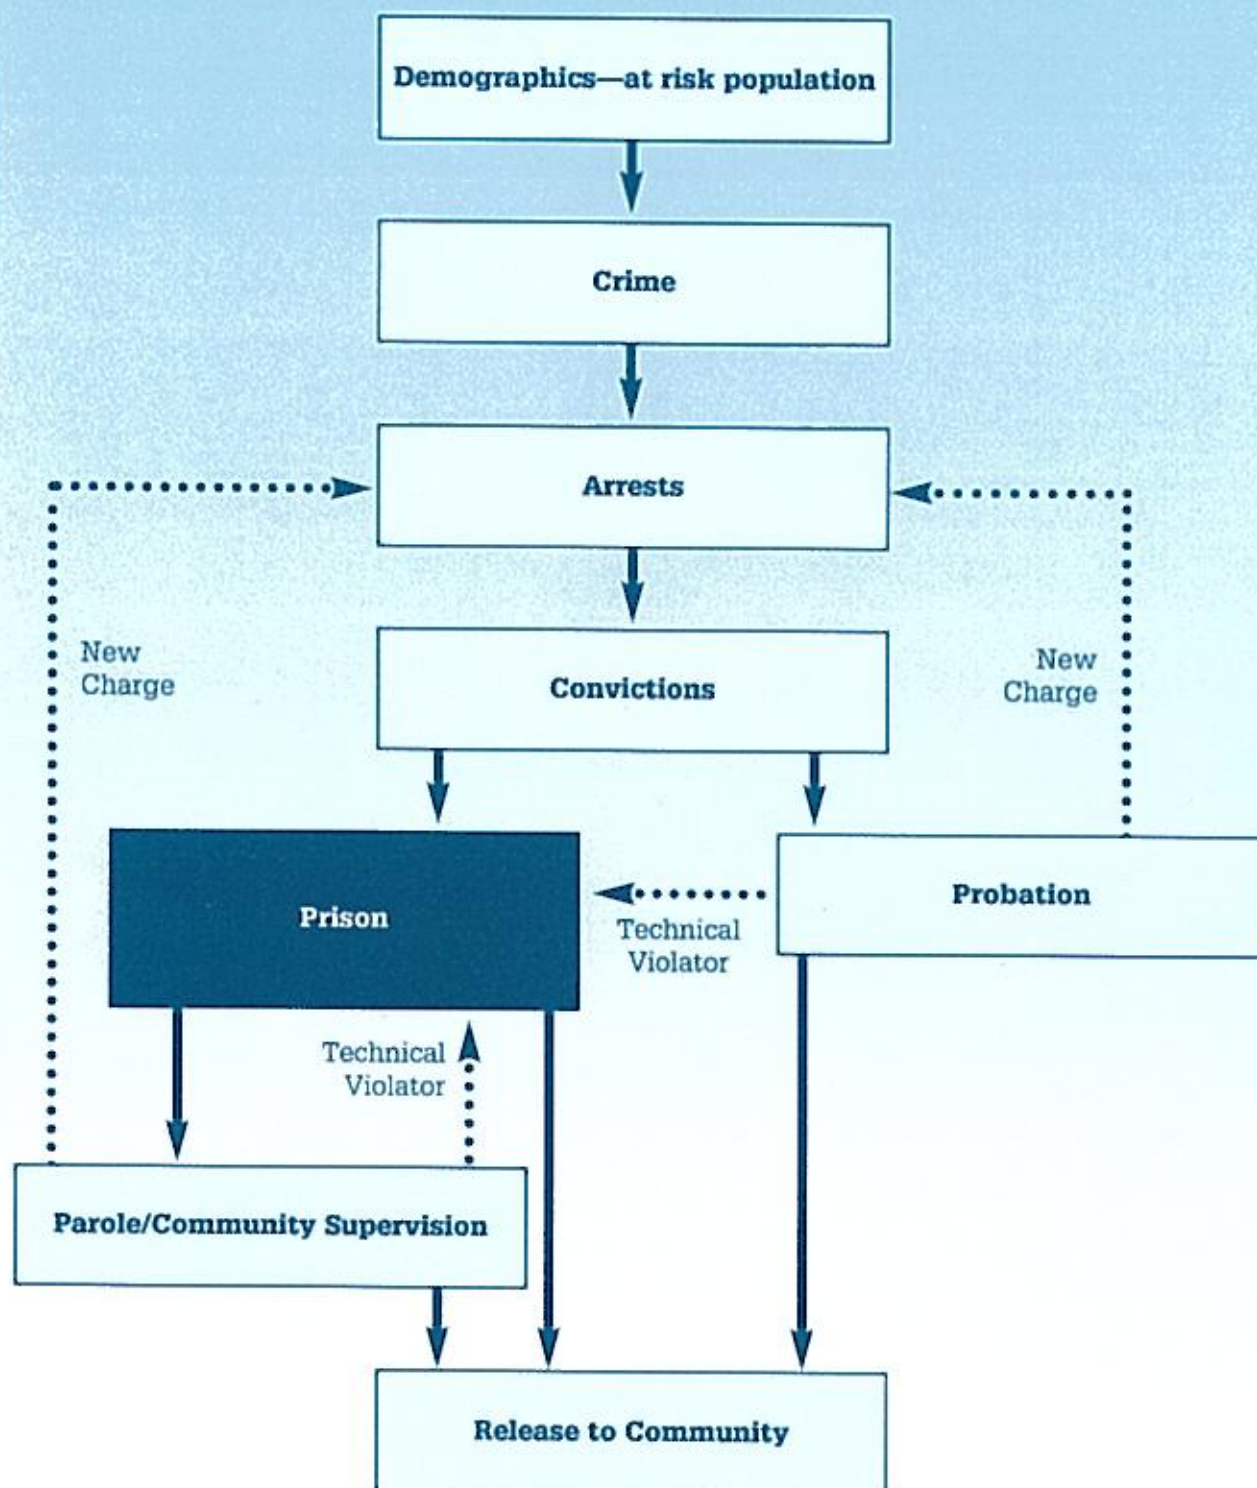 Demographics—at risk population
Crime
Arrests
New
Charge
New
Charge
Convictions
Prison
Probation
Technical
Violator
Technical
Violator
Parole/Community Supervision
Release to Community